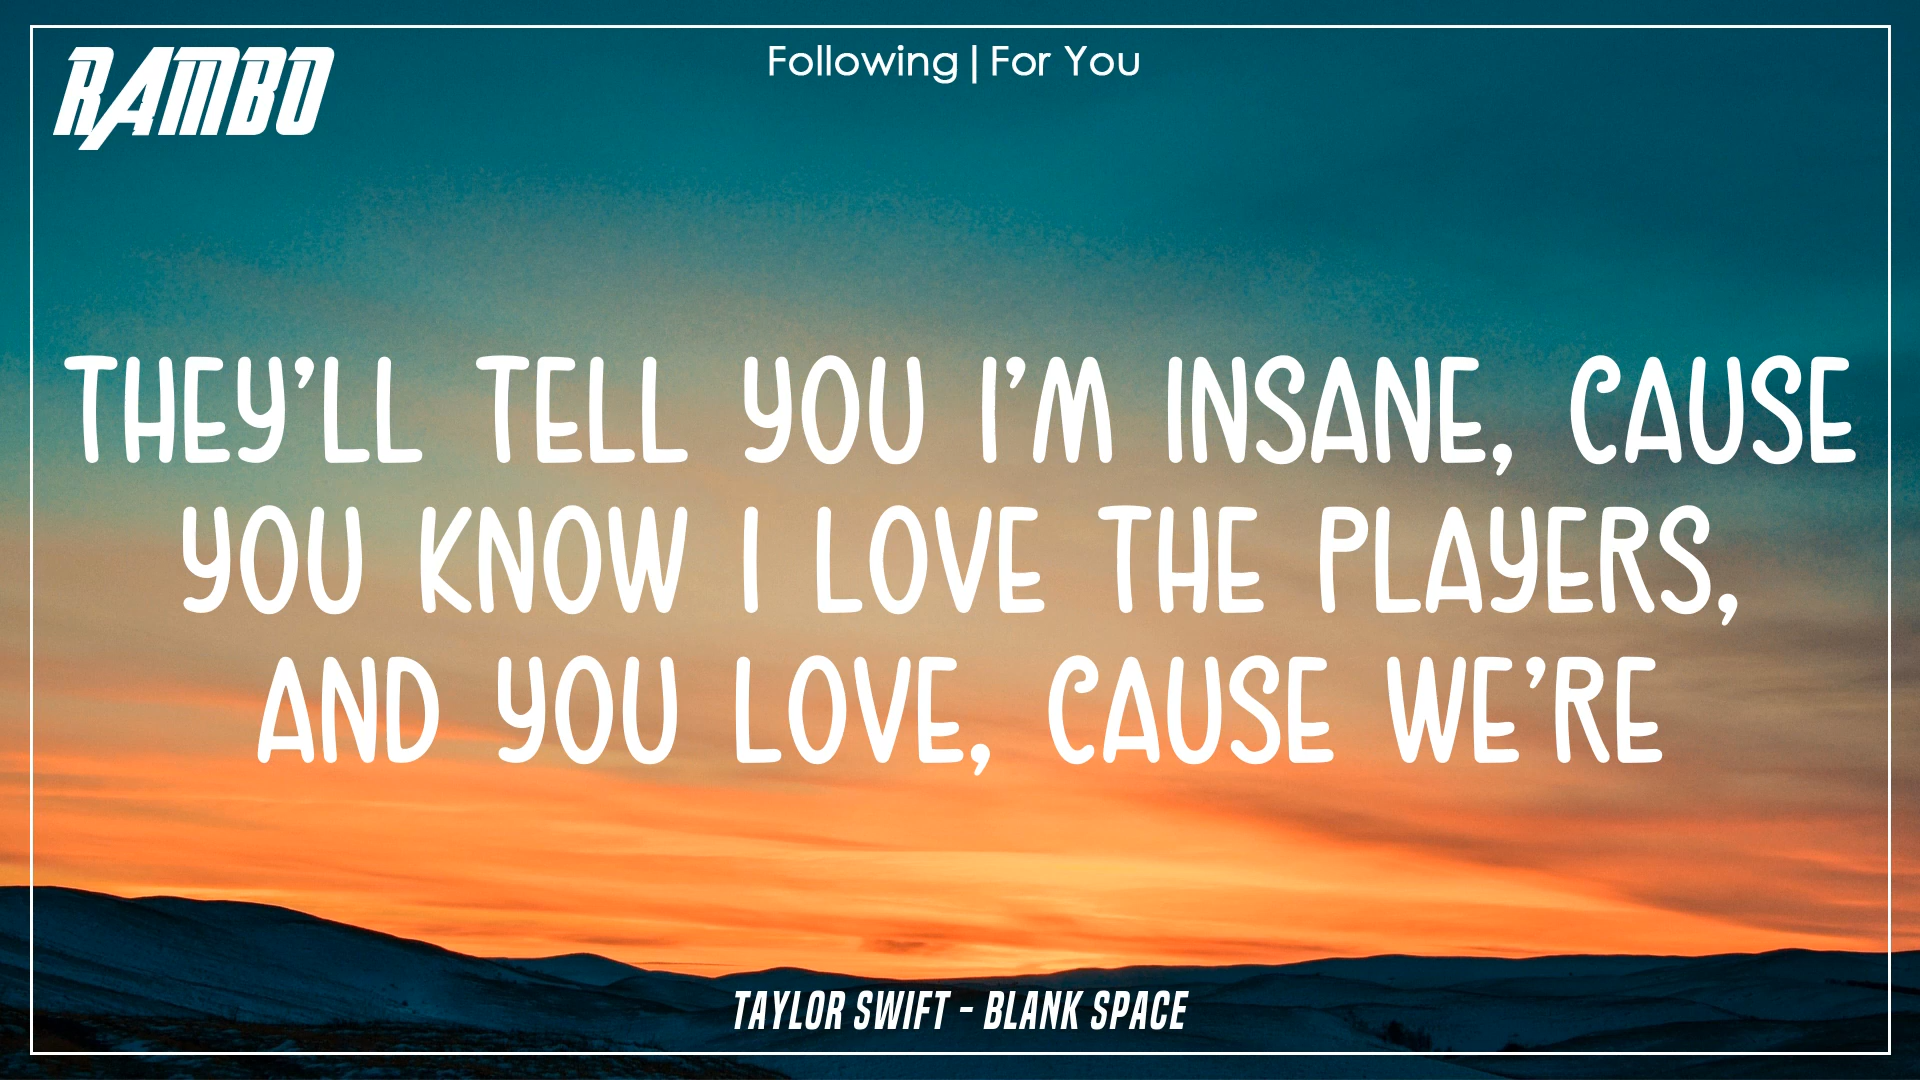 RAMBO
Following | For You
THEY'LL TELL YOU I'M INSANE, CAUSE
YOU KNOW I LOVE THE PLAYERS,
AND YOU LOVE, CAUSE WE'RE
TAYLOR SWIFT - BLANK SPACE